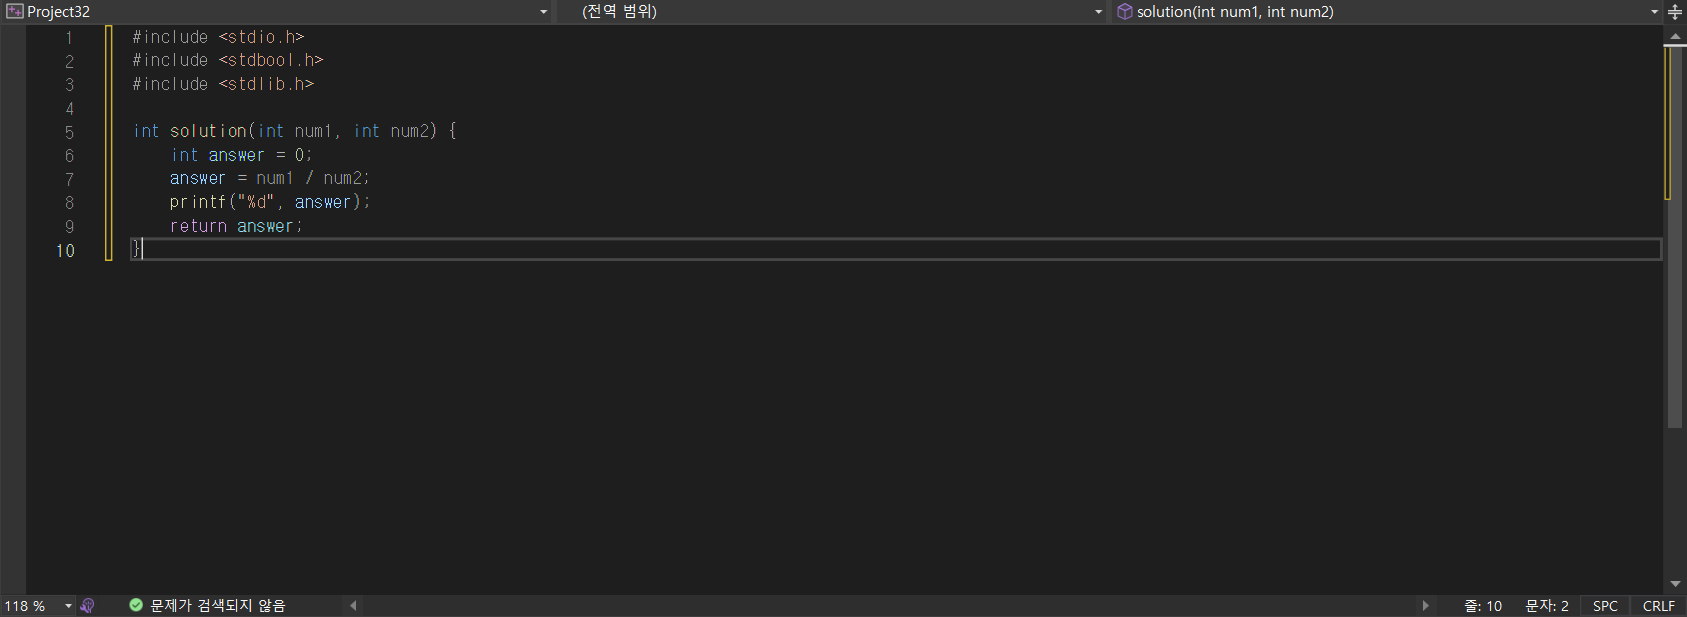 Project32 (전역 범위) solution(int num1, int num2)
1 #include <stdio.h>
2 #include <stdbool.h>
3 #include <stdlib.h>
4
5 int solution(int num1, int num2) {
6     int answer = 0;
7     answer = num1 / num2;
8     printf("%d", answer);
9     return answer;
10 }
118 % 문제가 검색되지 않음 줄: 10 문자: 2 SPC CRLF